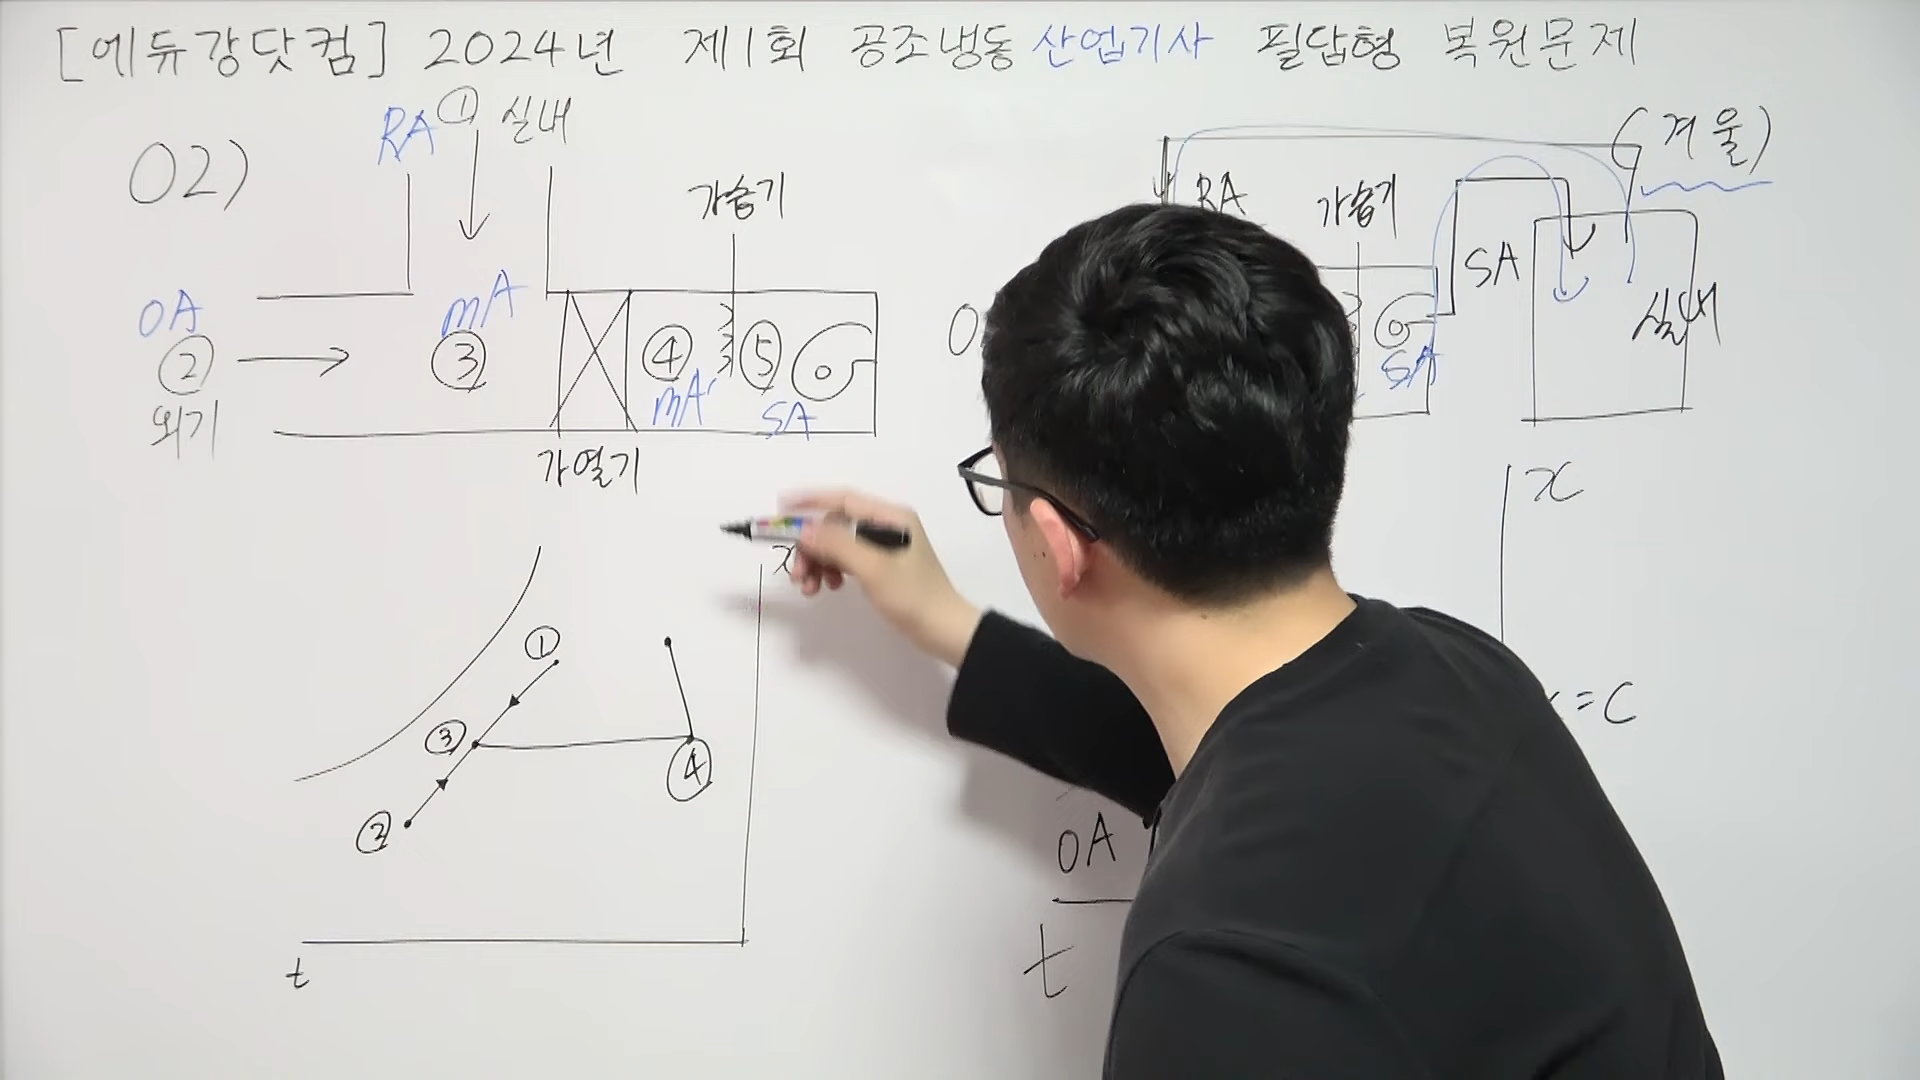 [에듀강닷컴] 2024년 제1회 공조냉동산업기사 필답형 복원문제
02)
RA ① 실내
가습기
OA
② 
외기
mA
③
④
mA'
⑤
SA
가열기
x
①
③
②
④
t
(겨울)
RA
가습기
SA
SA
실내
x
=C
OA
t